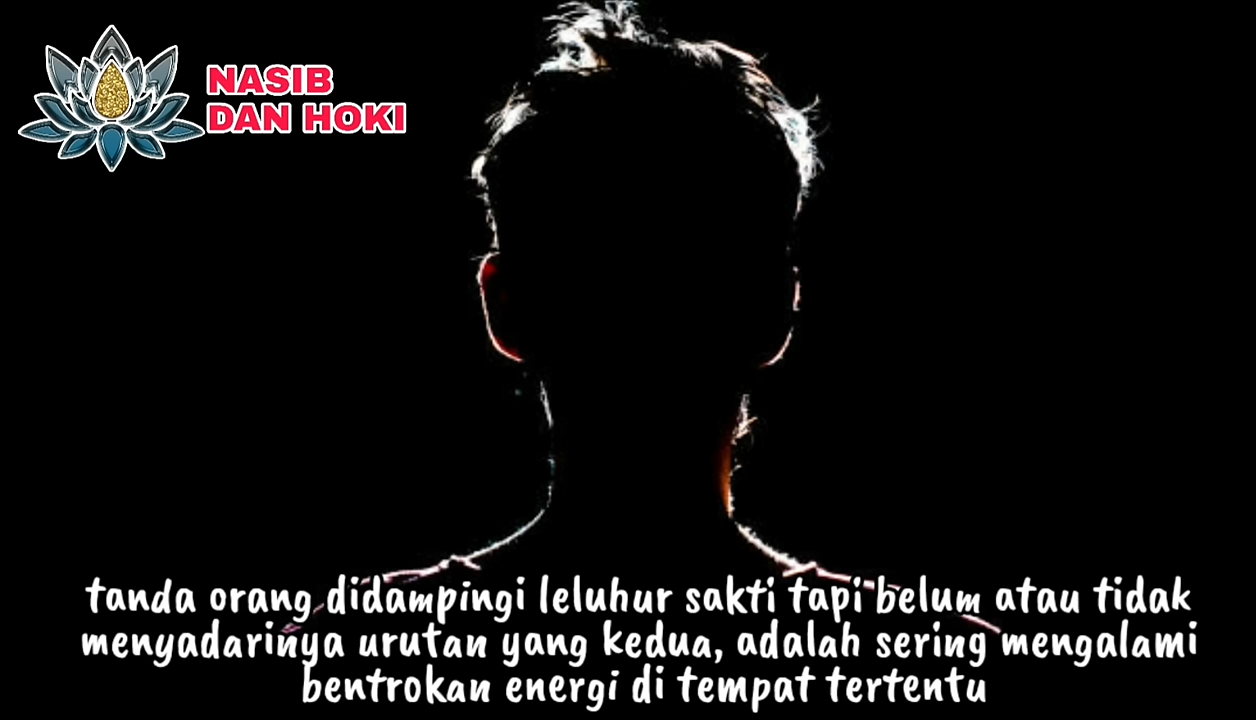 NASIB
DAN HOKI
tanda orang didampingi leluhur sakti tapi belum atau tidak
menyadarinya urutan yang kedua, adalah sering mengalami
bentrokan energi di tempat tertentu